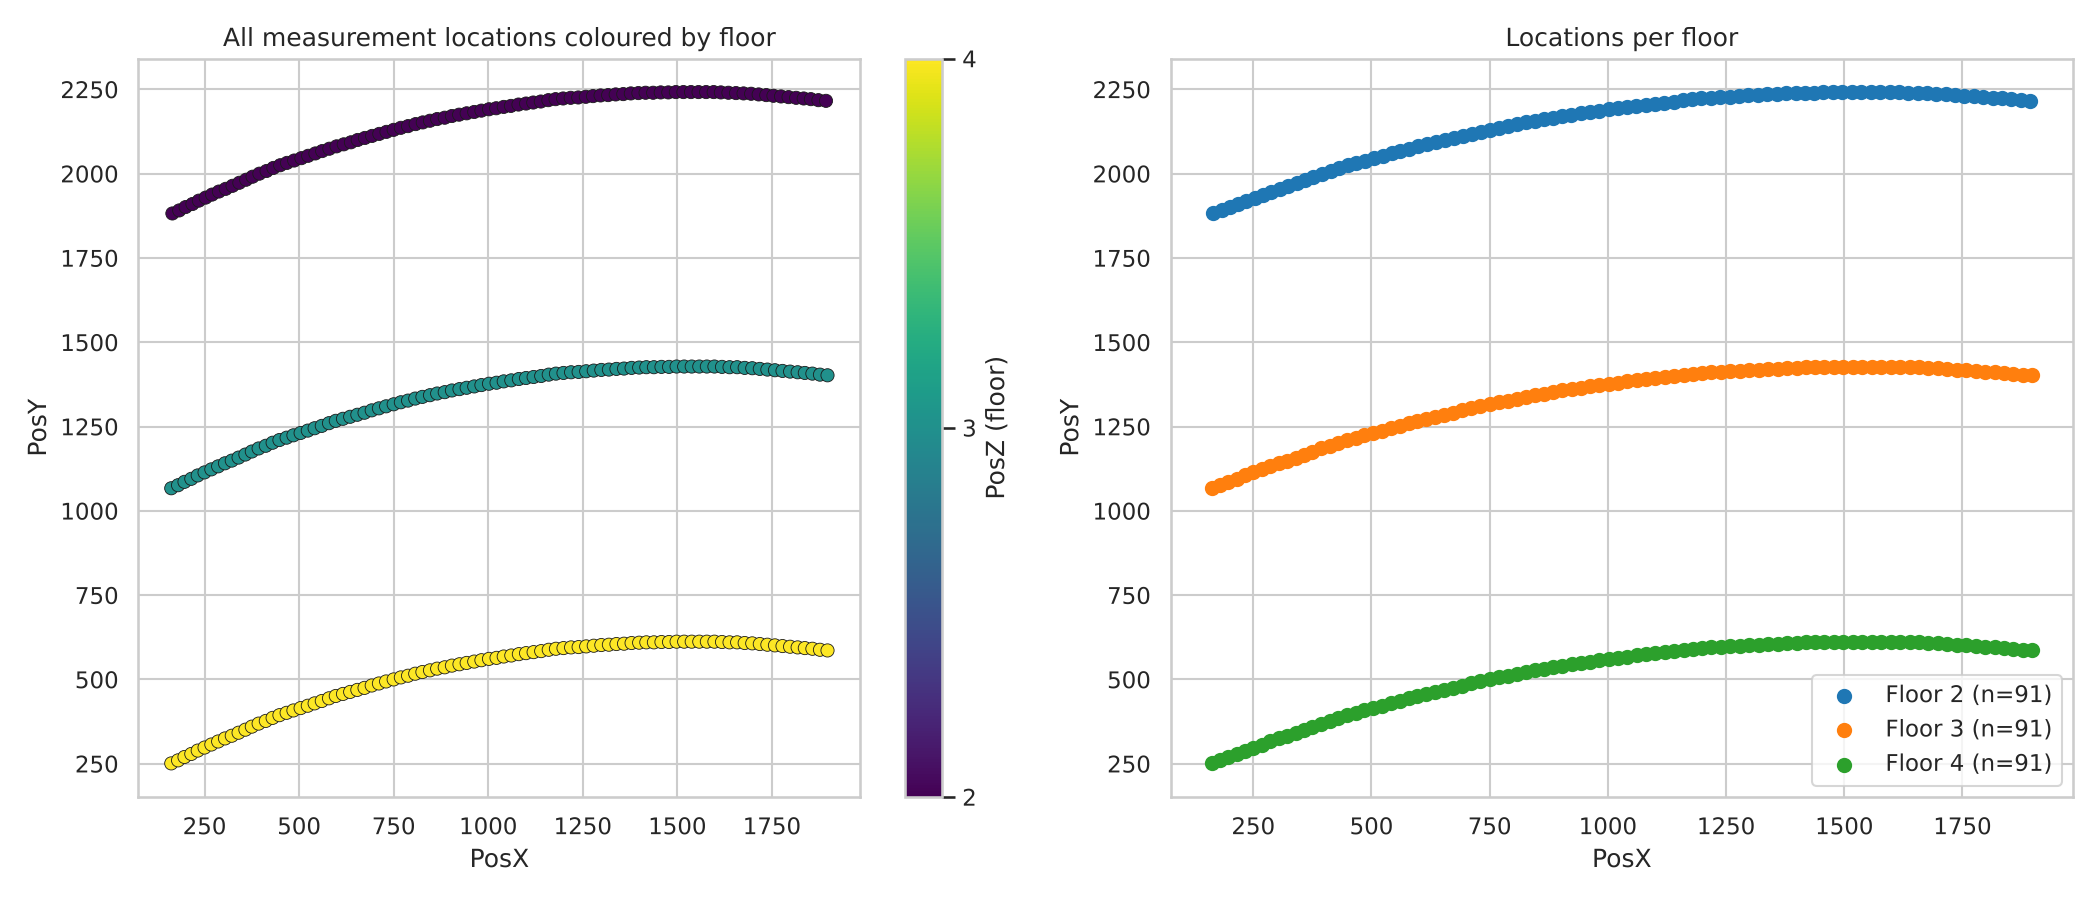 All measurement locations coloured by floor
2250
2000
1750
1500
1250
1000
750
500
250
PosY
250 500 750 1000 1250 1500 1750
PosX
4
3
2
PosZ (floor)
Locations per floor
2250
2000
1750
1500
1250
1000
750
500
250
PosY
250 500 750 1000 1250 1500 1750
PosX
Floor 2 (n=91)
Floor 3 (n=91)
Floor 4 (n=91)